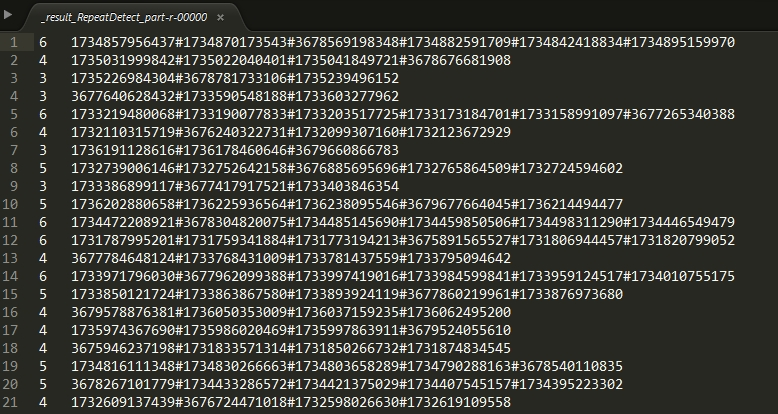 _result_RepeatDetect_part-r-00000 ×
1 6 1734857956437#1734870173543#3678569198348#1734882591709#1734842418834#1734895159970
2 4 1735031999842#1735022040401#1735041849721#3678676681908
3 3 1735226984304#3678781733106#1735239496152
4 3 3677640628432#1733590548188#1733603277962
5 6 1733219480068#1733190077833#1733203517725#1733173184701#1733158991097#3677265340388
6 4 1732110315719#3676240322731#1732099307160#1732123672929
7 3 1736191128616#1736178460646#3679660866783
8 5 1732739006146#1732752642158#3676885695696#1732765864509#1732724594602
9 3 1733386899117#3677417917521#1733403846354
10 5 1736202880658#1736225936564#1736238095546#3679677664045#1736214494477
11 6 1734472208921#3678304820075#1734485145690#1734459850506#1734498311290#1734446549479
12 6 1731787995201#1731759341884#1731773194213#3675891565527#1731806944457#1731820799052
13 4 3677784648124#1733768431009#1733781437559#1733795094642
14 6 1733971796030#3677962099388#1733997419016#1733984599841#1733959124517#1734010755175
15 5 1733850121724#1733863867580#1733893924119#3677860219961#1733876973680
16 4 3679578876381#1736050353009#1736037159235#1736062495200
17 4 1735974367690#1735986020469#1735997863911#3679524055610
18 4 3675946237198#1731833571314#1731850266732#1731874834545
19 5 1734816111348#1734830266663#1734803658289#1734790288163#3678540110835
20 5 3678267101779#1734433286572#1734421375029#1734407545157#1734395223302
21 4 1732609137439#3676724471018#1732598026630#1732619109558